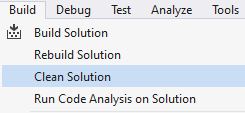 Build Debug Test Analyze Tools
Build Solution
Rebuild Solution
Clean Solution
Run Code Analysis on Solution